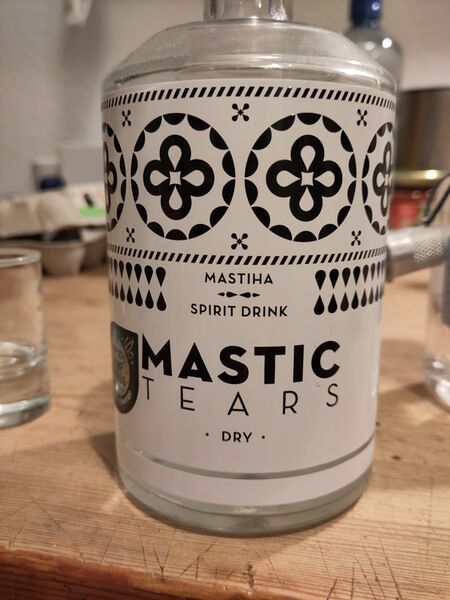 MASTIHA
SPIRIT DRINK
MASTIC
TEARS
· DRY ·